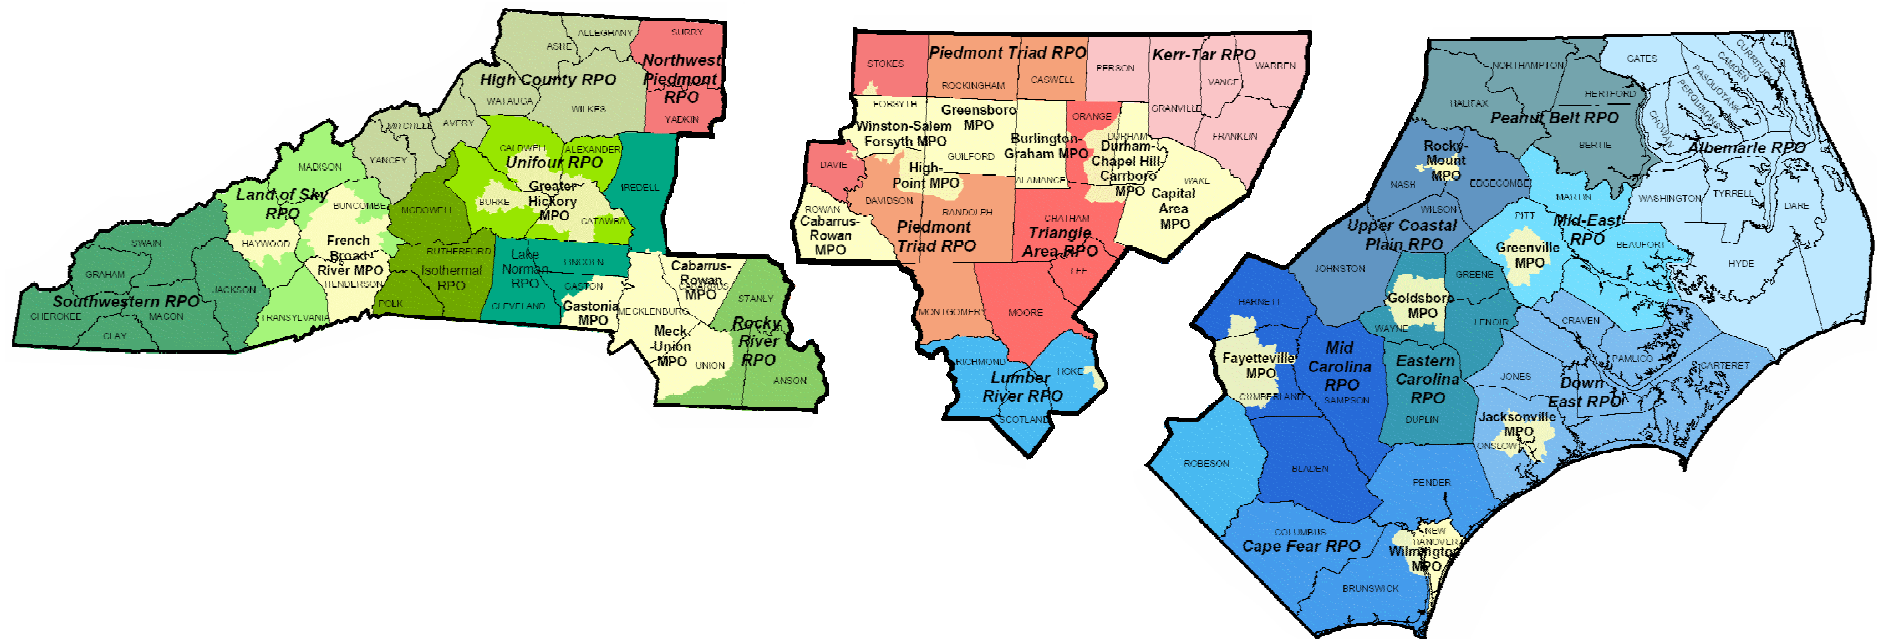 ASHE
ALLEGHANY
SURRY
High County RPO
Northwest
Piedmont
RPO
WATAUGA
WILKES
YADKIN
MITCHELL
AVERY
YANCEY
CALDWELL
ALEXANDER
Unifour RPO
MADISON
Land of Sky
RPO
BUNCOMBE
MCDOWELL
BURKE
Greater
Hickory
MPO
CATAWBA
IREDELL
SWAIN
HAYWOOD
French
Broad
River MPO
HENDERSON
RUTHERFORD
Isothermal
RPO
POLK
Lake
Norman
RPO
LINCOLN
CLEVELAND
GASTON
Gastonia
MPO
GRAHAM
JACKSON
Southwestern RPO
CHEROKEE
MACON
CLAY
TRANSYLVANIA
Cabarrus-
Rowan
MPO
CABARRUS
MECKLENBURG
Meck
Union
MPO
UNION
STANLY
Rocky
River
RPO
ANSON
STOKES
Piedmont Triad RPO
ROCKINGHAM
CASWELL
PERSON
Kerr-Tar RPO
VANCE
WARREN
GRANVILLE
FRANKLIN
FORSYTH
Winston-Salem
Forsyth MPO
Greensboro
MPO
GUILFORD
Burlington-
Graham MPO
ALAMANCE
ORANGE
DURHAM
Durham-
Chapel Hill-
Carrboro
MPO
WAKE
Capital
Area
MPO
DAVIE
High-
Point MPO
DAVIDSON
ROWAN
Cabarrus-
Rowan
MPO
RANDOLPH
Piedmont
Triad RPO
CHATHAM
Triangle
Area RPO
LEE
MONTGOMERY
MOORE
RICHMOND
HOKE
Lumber
River RPO
SCOTLAND
NORTHAMPTON
HALIFAX
HERTFORD
Peanut Belt RPO
BERTIE
GATES
CURRITUCK
CAMDEN
PASQUOTANK
PERQUIMANS
CHOWAN
Albemarle RPO
TYRRELL
WASHINGTON
DARE
HYDE
Rocky-
Mount
MPO
NASH
EDGECOMBE
WILSON
Upper Coastal
Plain RPO
JOHNSTON
MARTIN
PITT
Mid-East
RPO
BEAUFORT
Greenville
MPO
GREENE
Goldsboro
MPO
WAYNE
LENOIR
HARNETT
Fayetteville
MPO
CUMBERLAND
Mid
Carolina
RPO
SAMPSON
Eastern
Carolina
RPO
DUPLIN
CRAVEN
PAMLICO
CARTERET
JONES
Down
East RPO
Jacksonville
MPO
ONSLOW
ROBESON
BLADEN
PENDER
COLUMBUS
Cape Fear RPO
NEW
HANOVER
Wilmington
MPO
BRUNSWICK